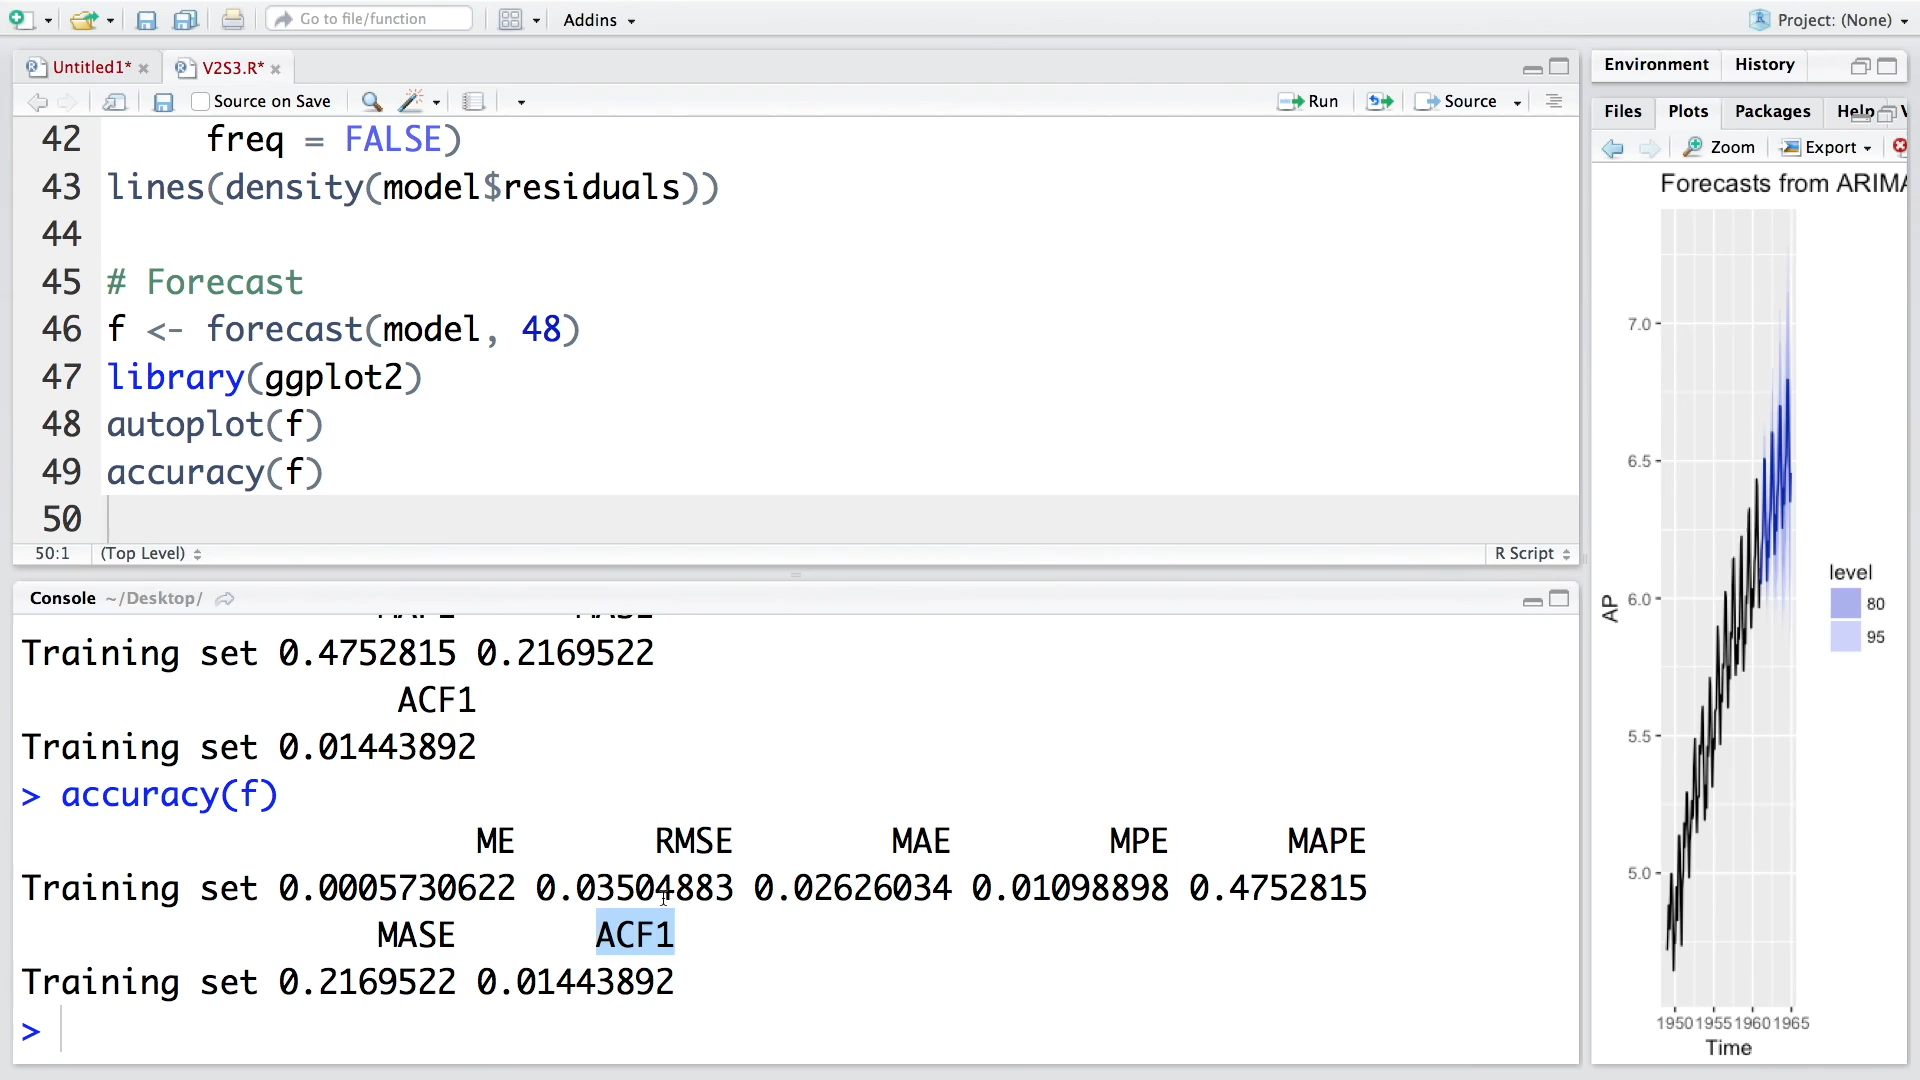 Go to file/function
Addins
Project: (None)
Untitled1*
V2S3.R*
Source on Save
Run
Source
42 freq = FALSE)
43 lines(density(model$residuals))
44
45 # Forecast
46 f <- forecast(model, 48)
47 library(ggplot2)
48 autoplot(f)
49 accuracy(f)
50
50:1 (Top Level)
R Script
Console ~/Desktop/
Training set 0.4752815 0.2169522
ACF1
Training set 0.01443892
> accuracy(f)
ME RMSE MAE MPE MAPE
Training set 0.0005730622 0.03504883 0.02626034 0.01098898 0.4752815
MASE ACF1
Training set 0.2169522 0.01443892
>
Environment History
Files Plots Packages Help
Zoom Export
Forecasts from ARIMA
7.0
6.5
6.0
5.5
5.0
AP
1950 1955 1960 1965
Time
level
80
95